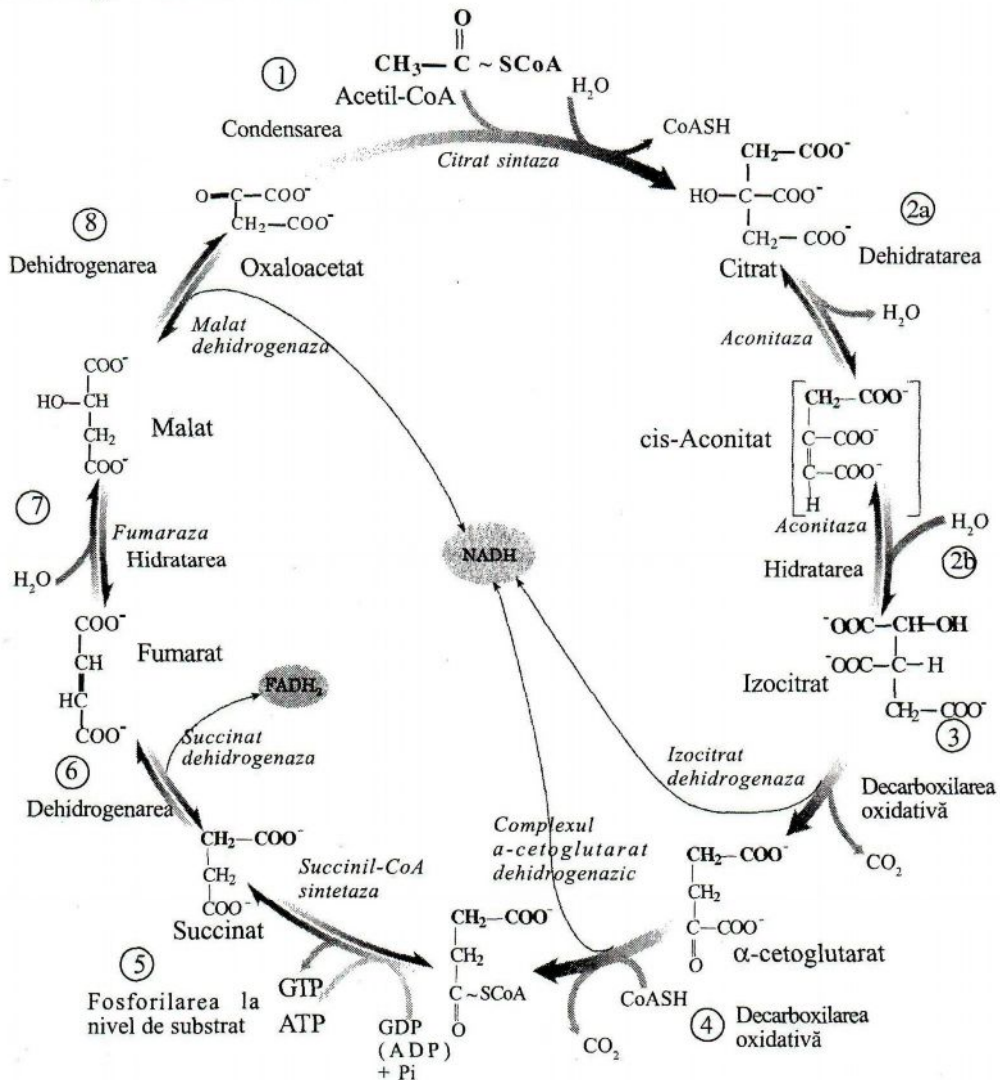 O
||
CH₃— C ~ SCoA
①
Acetil-CoA
H₂O
Condensarea
CoASH
Citrat sintaza
CH₂— COO⁻
HO—C —COO⁻
CH₂— COO⁻
Citrat
2a
Dehidratarea
H₂O
Aconitaza
CH₂—COO⁻
C —COO⁻
C —COO⁻
H
cis-Aconitat
Aconitaza
H₂O
Hidratarea
2b
⁻OOC—CH—OH
⁻OOC—C—H
CH₂—COO⁻
Izocitrat
③
Izocitrat
dehidrogenaza
Decarboxilarea
oxidativă
CO₂
CH₂—COO⁻
CH₂
C—COO⁻
||
O
α-cetoglutarat
Complexul
a-cetoglutarat
dehidrogenazic
CoASH
④
Decarboxilarea
oxidativă
CO₂
CH₂—COO⁻
CH₂
C ~SCoA
||
O
Succinil-CoA
sintetaza
GTP
ATP
GDP
(ADP)
+ Pi
⑤
Fosforilarea la
nivel de substrat
CH₂—COO⁻
CH₂
COO⁻
Succinat
⑥
Dehidrogenarea
Succinat
dehidrogenaza
FADH₂
COO⁻
CH
HC
COO⁻
Fumarat
⑦
Fumaraza
Hidratarea
H₂O
COO⁻
HO—CH
CH₂
COO⁻
Malat
⑧
Dehidrogenarea
Malat
dehidrogenaza
NADH
O—C —COO⁻
CH₂—COO⁻
Oxaloacetat